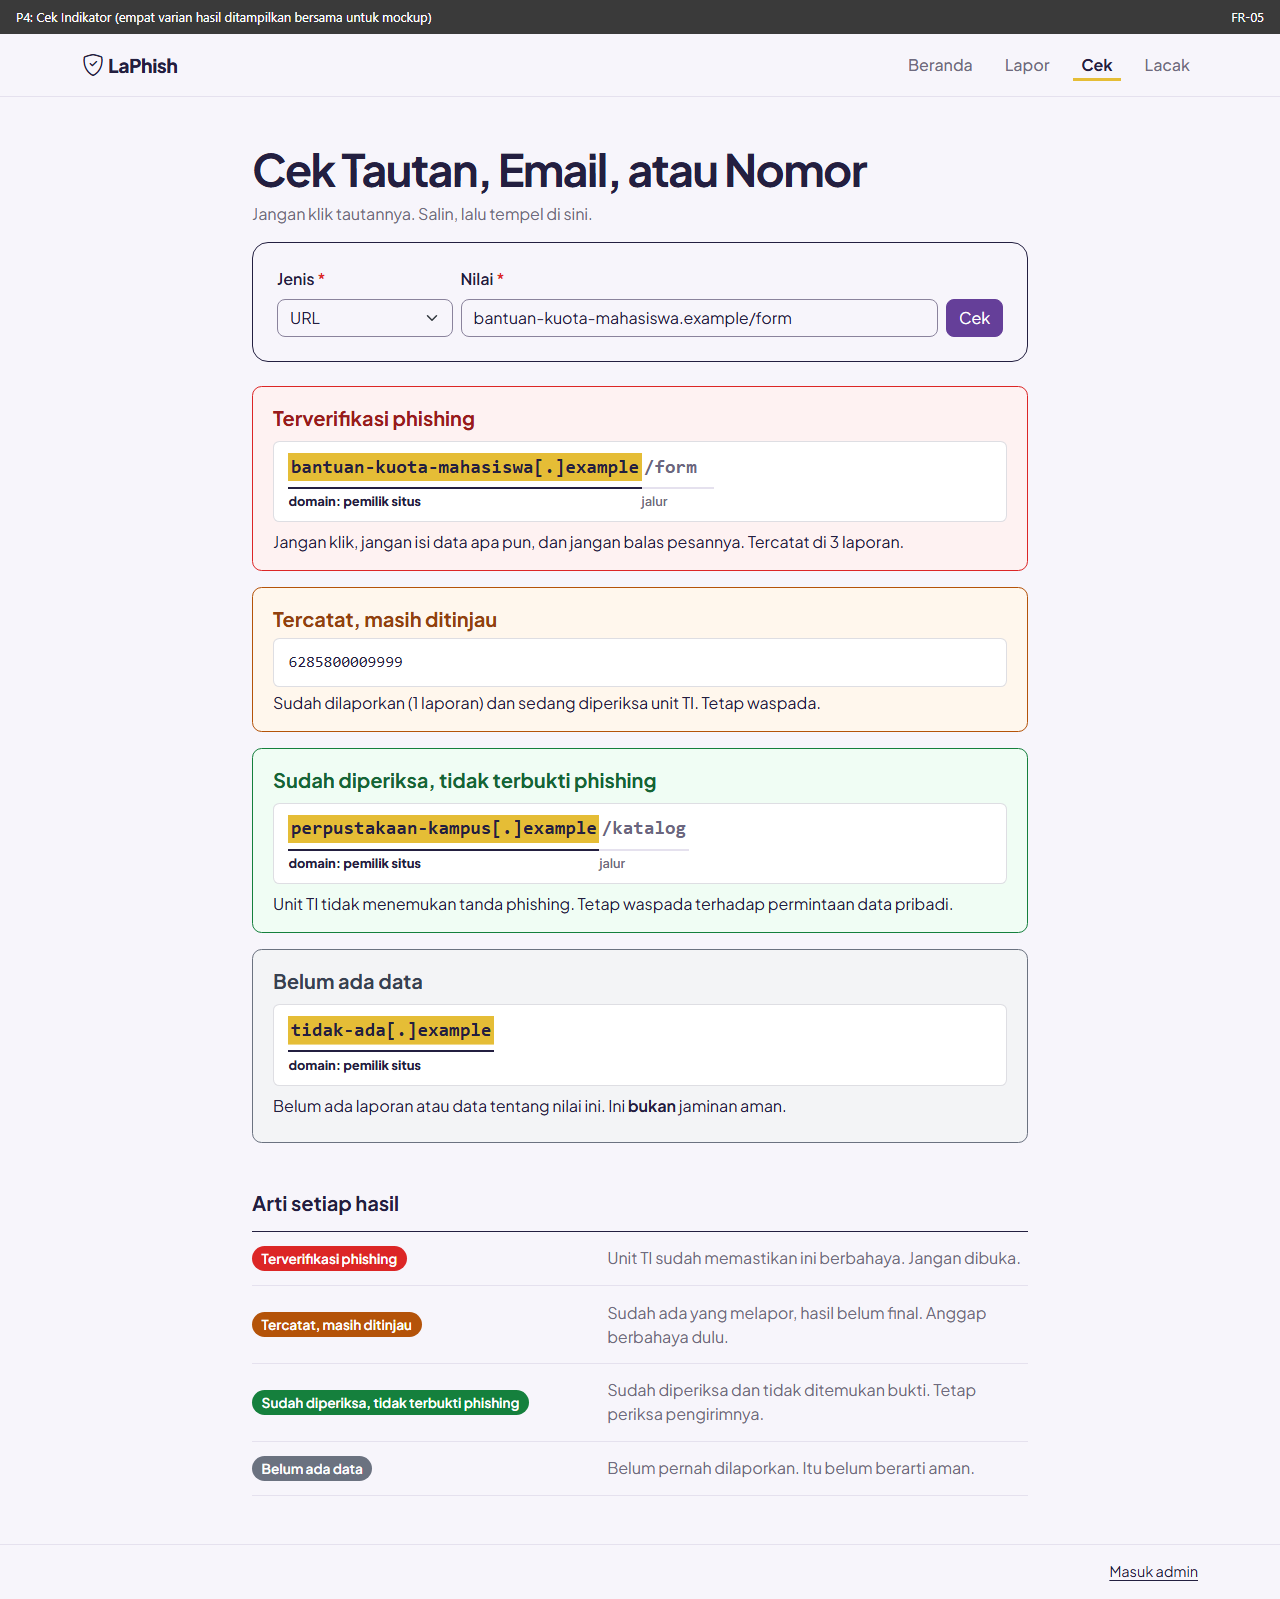 P4: Cek Indikator (empat varian hasil ditampilkan bersama untuk mockup)
FR-05
LaPhish
Beranda
Lapor
Cek
Lacak
Cek Tautan, Email, atau Nomor
Jangan klik tautannya. Salin, lalu tempel di sini.
Jenis *
Nilai *
URL
bantuan-kuota-mahasiswa.example/form
Cek
Terverifikasi phishing
bantuan-kuota-mahasiswa[.]example/form
domain: pemilik situs
jalur
Jangan klik, jangan isi data apa pun, dan jangan balas pesannya. Tercatat di 3 laporan.
Tercatat, masih ditinjau
6285800009999
Sudah dilaporkan (1 laporan) dan sedang diperiksa unit TI. Tetap waspada.
Sudah diperiksa, tidak terbukti phishing
perpustakaan-kampus[.]example/katalog
domain: pemilik situs
jalur
Unit TI tidak menemukan tanda phishing. Tetap waspada terhadap permintaan data pribadi.
Belum ada data
tidak-ada[.]example
domain: pemilik situs
Belum ada laporan atau data tentang nilai ini. Ini bukan jaminan aman.
Arti setiap hasil
Terverifikasi phishing
Unit TI sudah memastikan ini berbahaya. Jangan dibuka.
Tercatat, masih ditinjau
Sudah ada yang melapor, hasil belum final. Anggap
berbahaya dulu.
Sudah diperiksa, tidak terbukti phishing
Sudah diperiksa dan tidak ditemukan bukti. Tetap
periksa pengirimnya.
Belum ada data
Belum pernah dilaporkan. Itu belum berarti aman.
Masuk admin